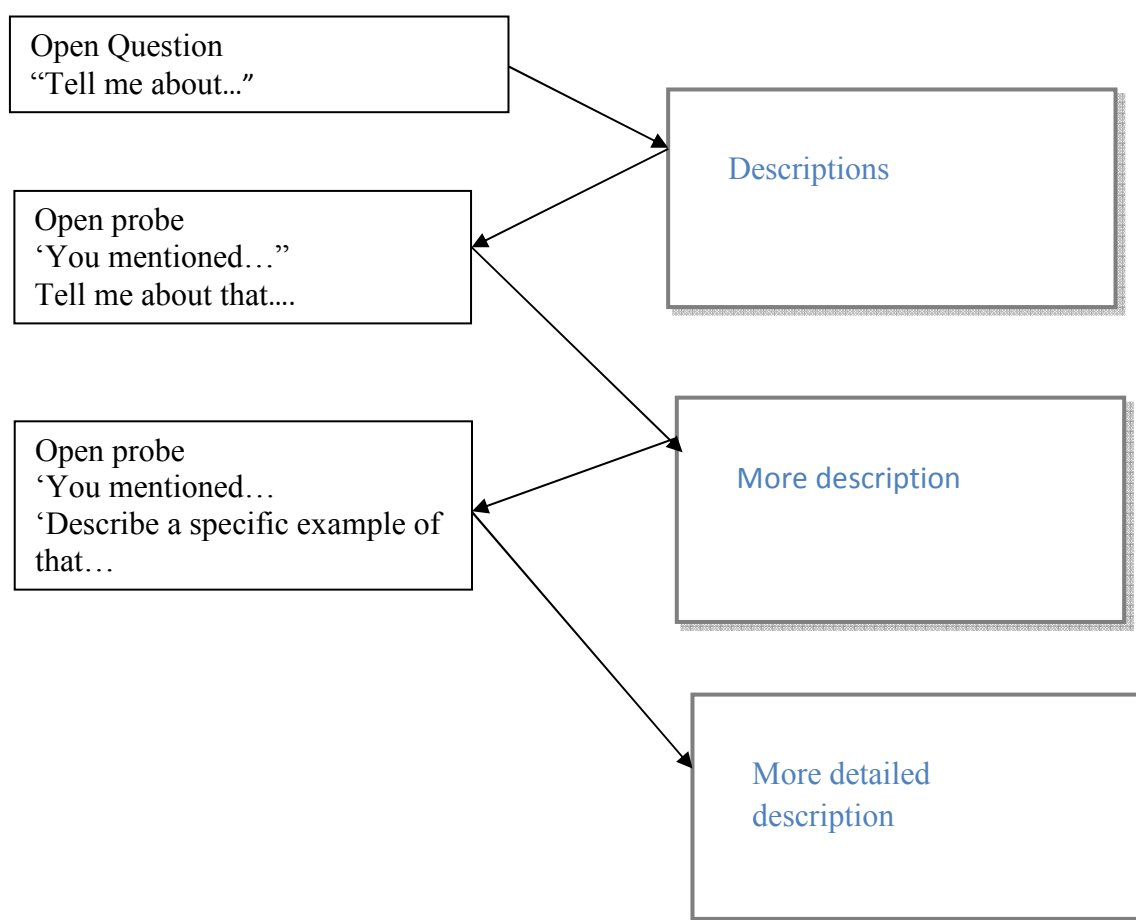 Open Question
“Tell me about…”
Descriptions
Open probe
‘You mentioned…”
Tell me about that….
More description
Open probe
‘You mentioned…
‘Describe a specific example of
that…
More detailed
description